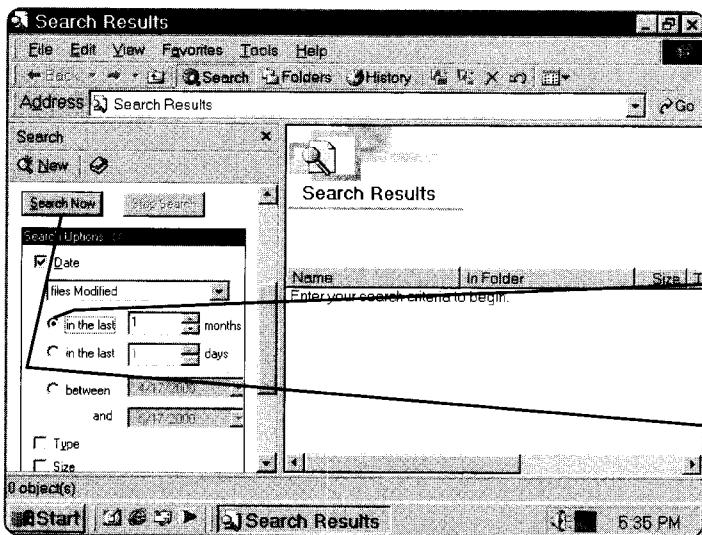 Search Results
File Edit View Favorites Tools Help
Back Search Folders History
Address Search Results Go
Search
New
Search Now Stop Search
Search Results
Search Options <<
Date
files Modified
Name In Folder Size T
Enter your search criteria to begin.
in the last 1 months
in the last 1 days
between 4/17/2000
and 5/17/2000
Type
Size
0 object(s)
Start Search Results 6:35 PM